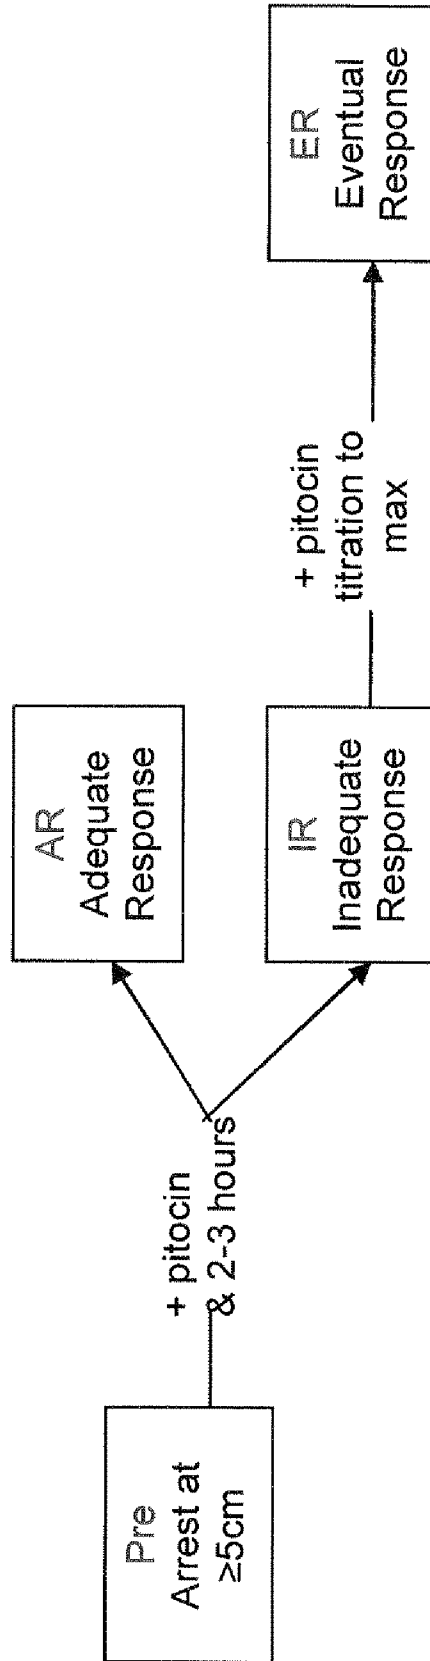 Pre
Arrest at
≥5cm
+ pitocin
& 2-3 hours
AR
Adequate
Response
IR
Inadequate
Response
+ pitocin
titration to
max
ER
Eventual
Response